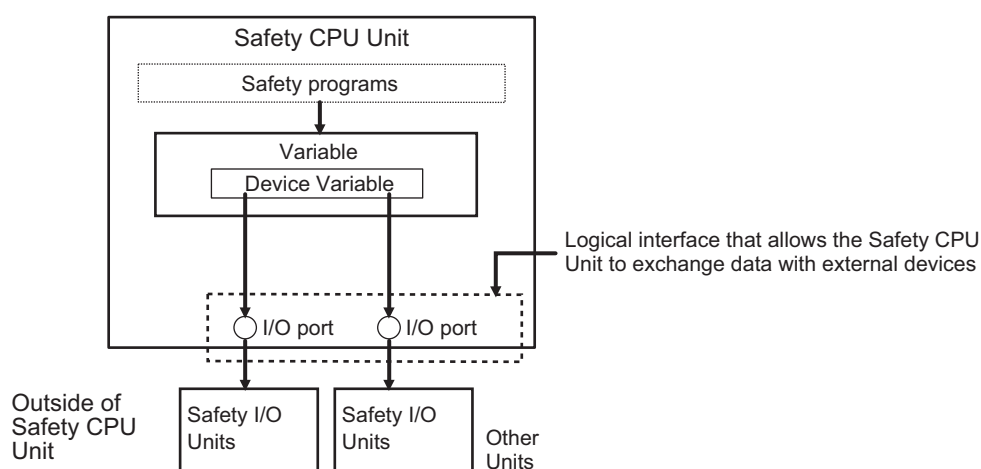 Safety CPU Unit
Safety programs
Variable
Device Variable
Logical interface that allows the Safety CPU
Unit to exchange data with external devices
I/O port
I/O port
Outside of
Safety CPU
Unit
Safety I/O
Units
Safety I/O
Units
Other
Units